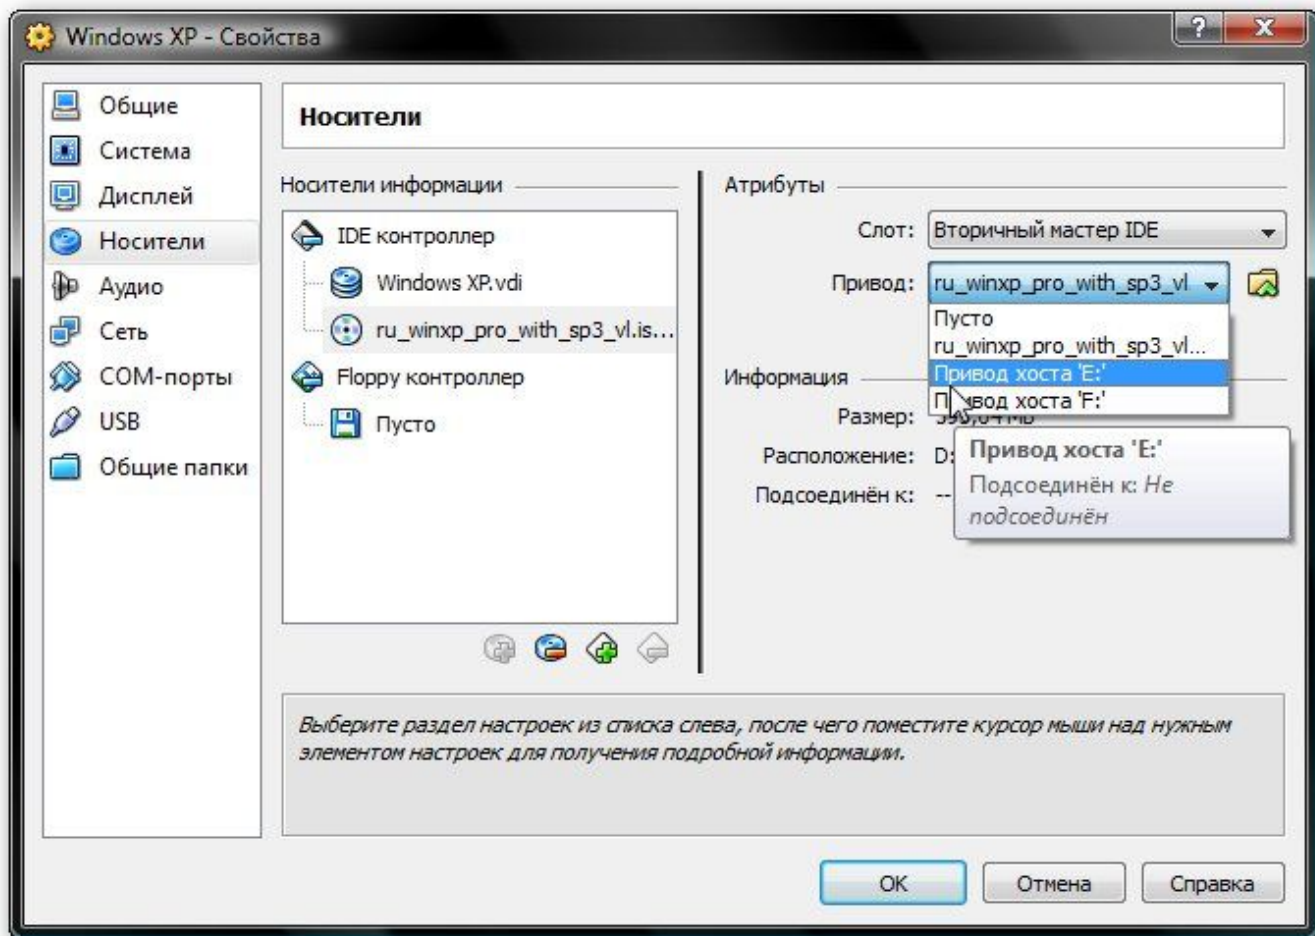 Windows XP - Свойства
?
X
Общие
Система
Дисплей
Носители
Аудио
Сеть
COM-порты
USB
Общие папки
Носители
Носители информации
IDE контроллер
Windows XP.vdi
ru_winxp_pro_with_sp3_vl.is...
Floppy контроллер
Пусто
Атрибуты
Слот: Вторичный мастер IDE
Привод: ru_winxp_pro_with_sp3_vl
Пусто
ru_winxp_pro_with_sp3_vl...
Привод хоста 'E:'
Привод хоста 'F:'
Информация
Размер:
Расположение: D:
Подсоединён к: --
Привод хоста 'E:'
Подсоединён к: Не
подсоединён
Выберите раздел настроек из списка слева, после чего поместите курсор мыши над нужным
элементом настроек для получения подробной информации.
OK
Отмена
Справка